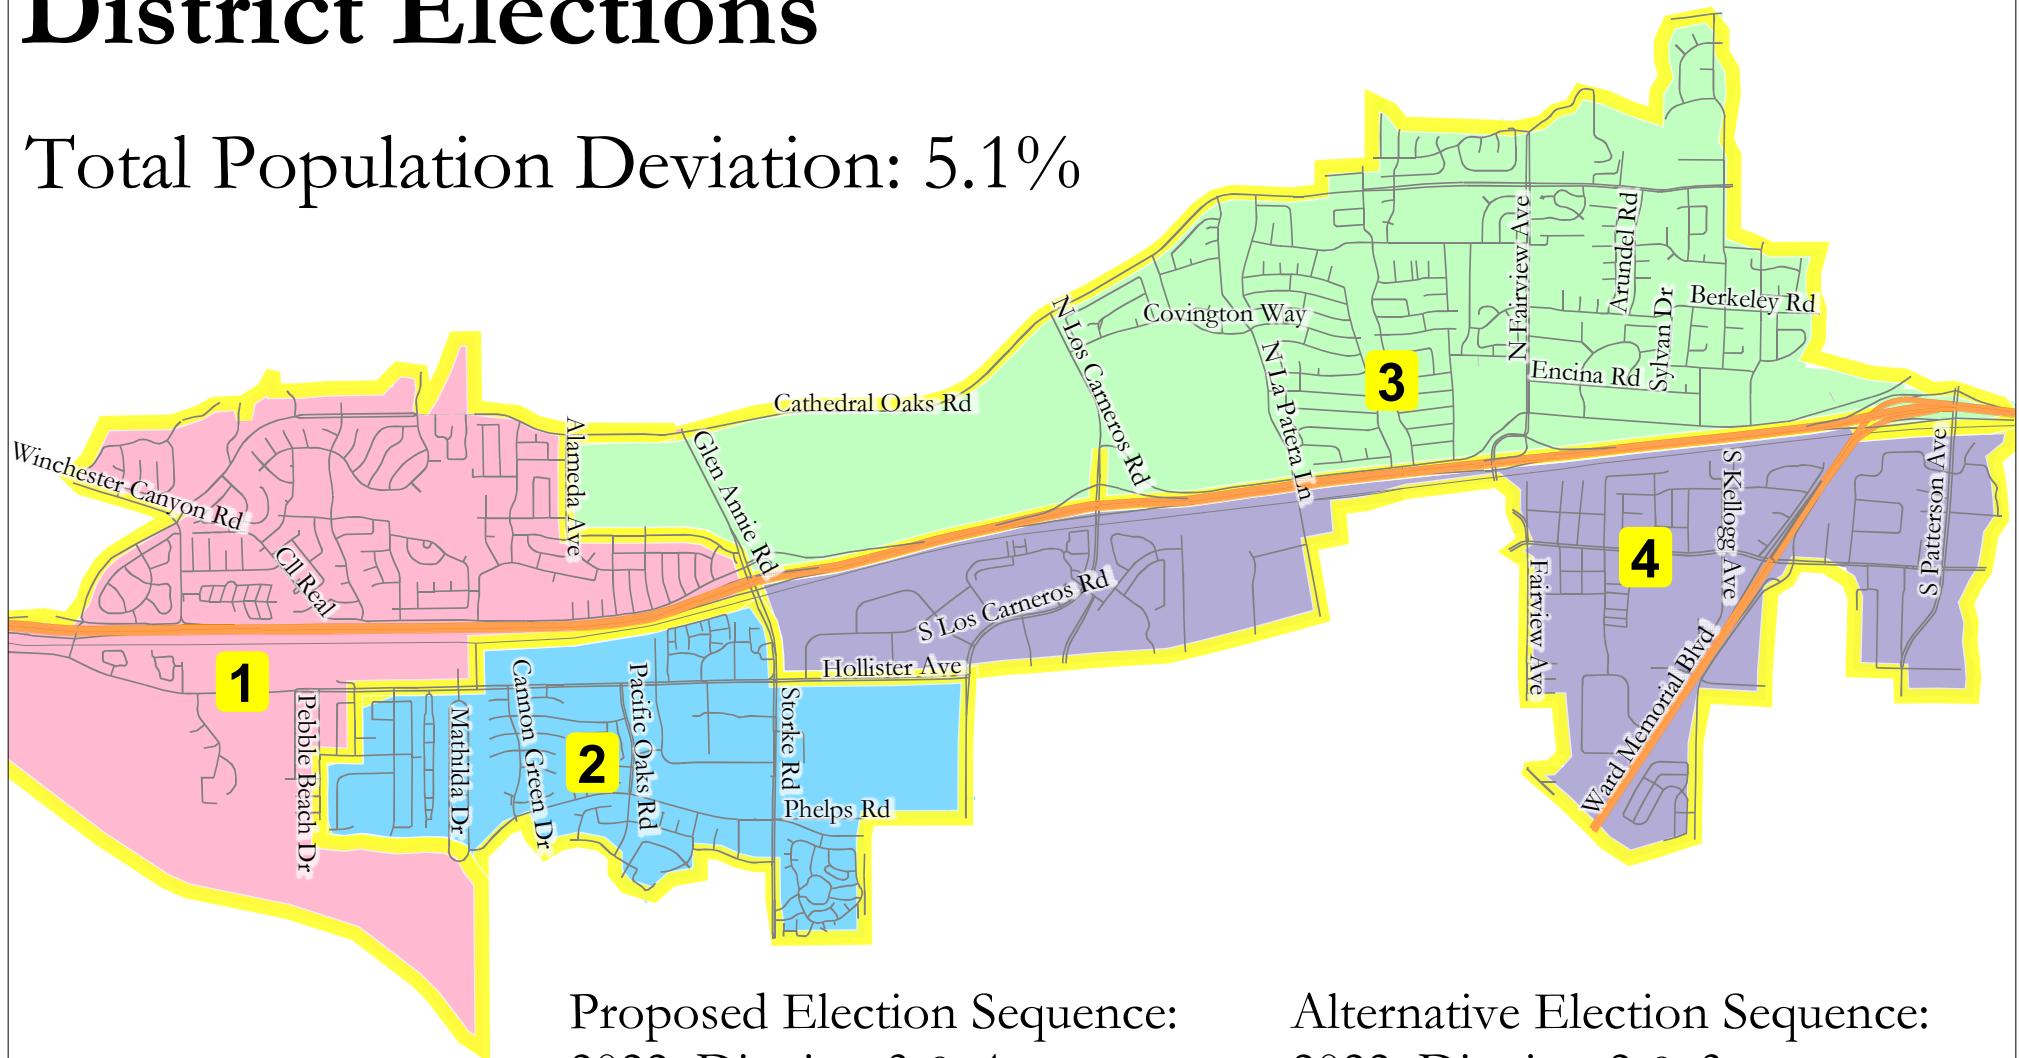 District Elections
Total Population Deviation: 5.1%
Winchester Canyon Rd
Cll Real
Alameda Ave
Glen Annie Rd
Cathedral Oaks Rd
N Los Carneros Rd
Covington Way
N La Patera Ln
3
N Fairview Ave
Arundel Rd
Sylvan Dr
Berkeley Rd
Encina Rd
S Kellogg Ave
S Patterson Ave
4
Fairview Ave
Ward Memorial Blvd
S Los Carneros Rd
Hollister Ave
1
Pebble Beach Dr
Mathilda Dr
Cannon Green Dr
2
Pacific Oaks Rd
Storke Rd
Phelps Rd
Proposed Election Sequence:
Alternative Election Sequence: